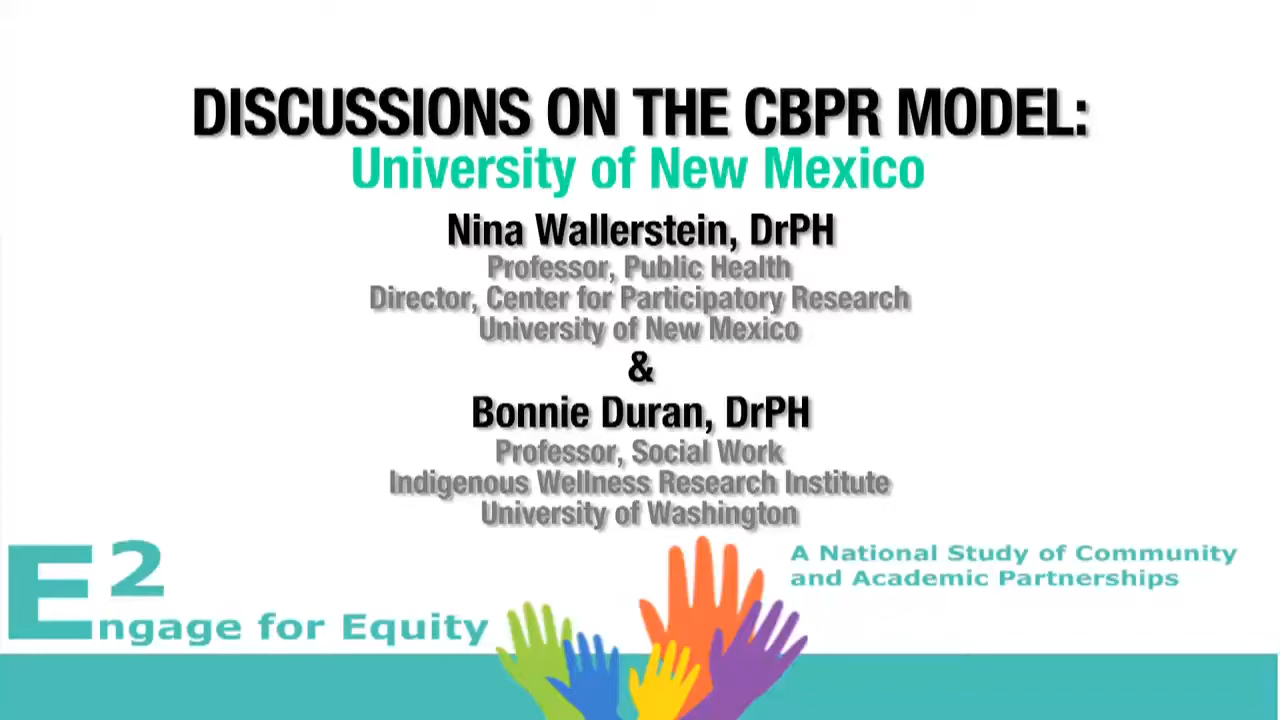 DISCUSSIONS ON THE CBPR MODEL:
University of New Mexico
Nina Wallerstein, DrPH
Professor, Public Health
Director, Center for Participatory Research
University of New Mexico
&
Bonnie Duran, DrPH
Professor, Social Work
Indigenous Wellness Research Institute
University of Washington
E2
Engage for Equity
A National Study of Community
and Academic Partnerships